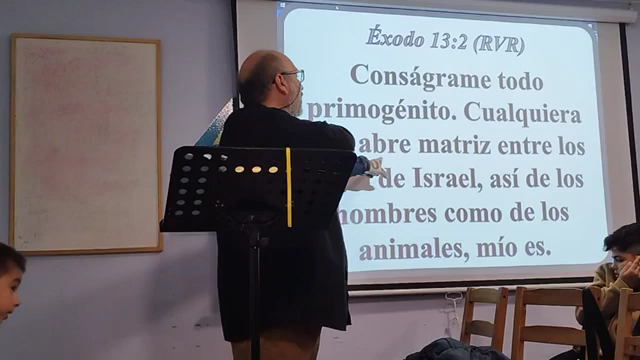 Éxodo 13:2 (RVR)
Conságrame todo
primogénito. Cualquiera
abre matriz entre los
de Israel, así de los
hombres como de los
animales, mío es.